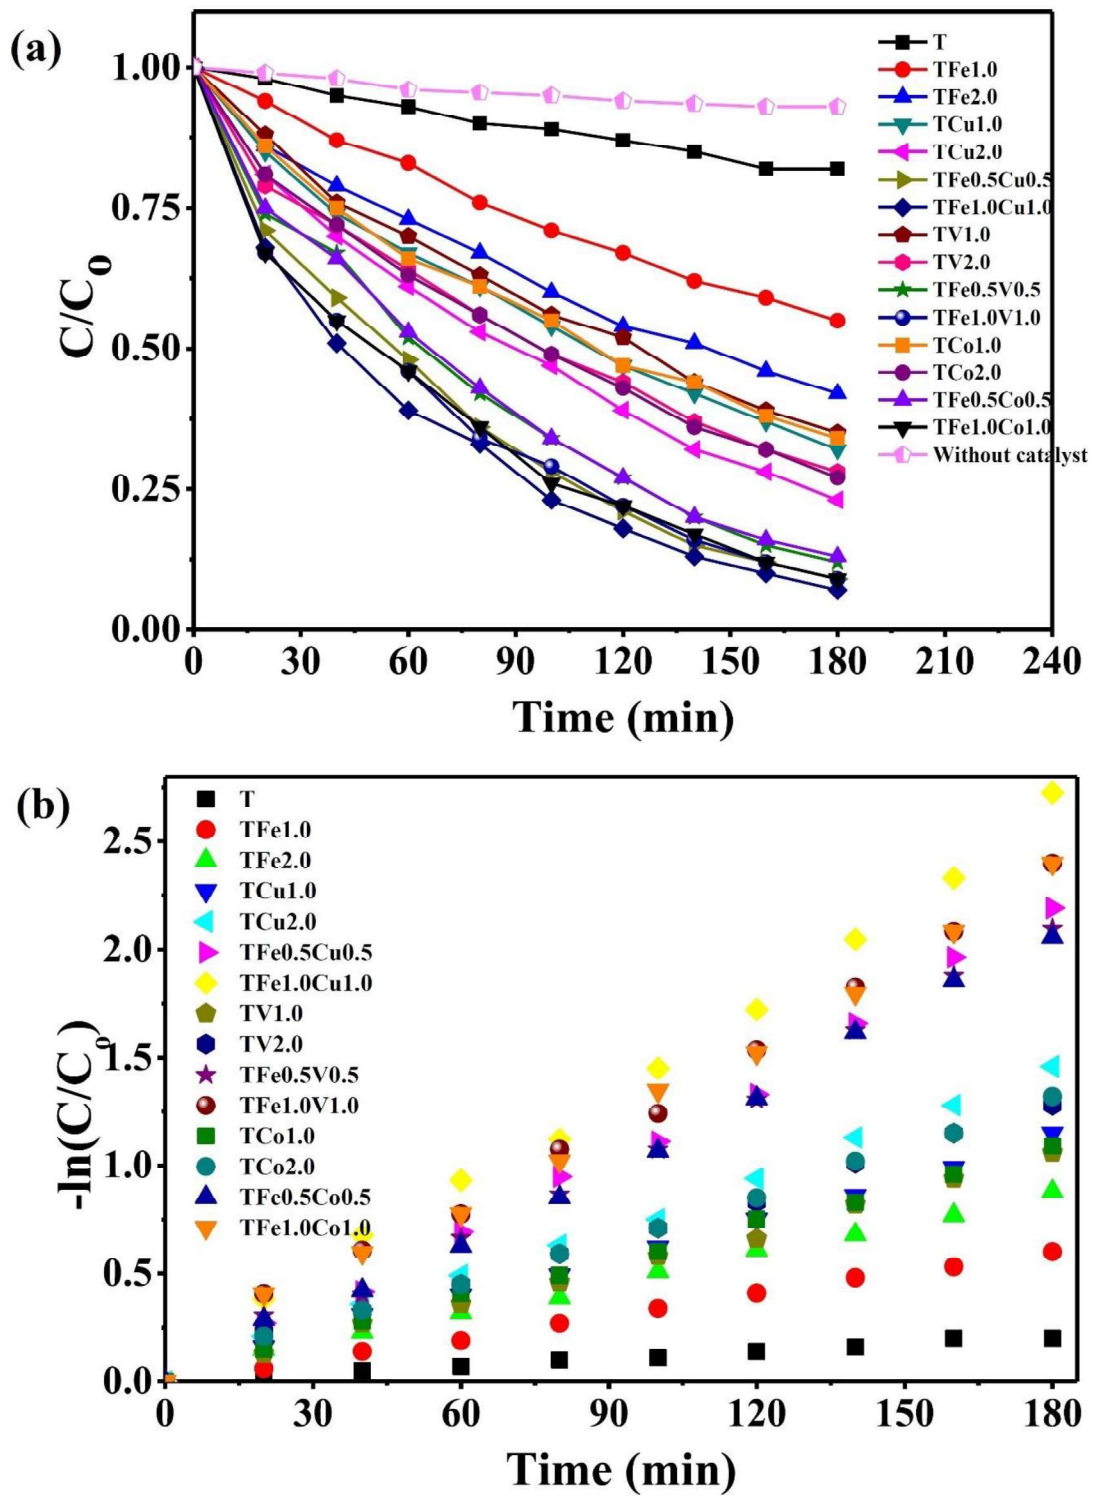 (a)
C/Co
1.00
0.75
0.50
0.25
0.00
0
30
60
90
120
150
180
210
240
Time (min)
T
TFe1.0
TFe2.0
TCu1.0
TCu2.0
TFe0.5Cu0.5
TFe1.0Cu1.0
TV1.0
TV2.0
TFe0.5V0.5
TFe1.0V1.0
TCo1.0
TCo2.0
TFe0.5Co0.5
TFe1.0Co1.0
Without catalyst
(b)
-ln(C/Co)
2.5
2.0
1.5
1.0
0.5
0.0
0
30
60
90
120
150
180
Time (min)
T
TFe1.0
TFe2.0
TCu1.0
TCu2.0
TFe0.5Cu0.5
TFe1.0Cu1.0
TV1.0
TV2.0
TFe0.5V0.5
TFe1.0V1.0
TCo1.0
TCo2.0
TFe0.5Co0.5
TFe1.0Co1.0